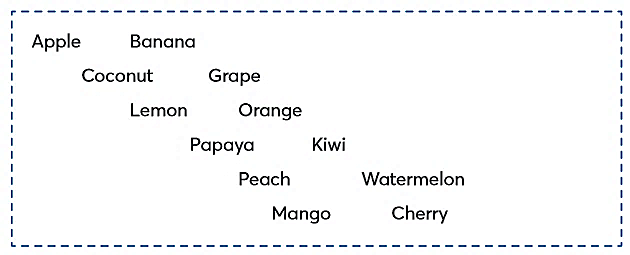 Apple Banana
Coconut Grape
Lemon Orange
Papaya Kiwi
Peach Watermelon
Mango Cherry